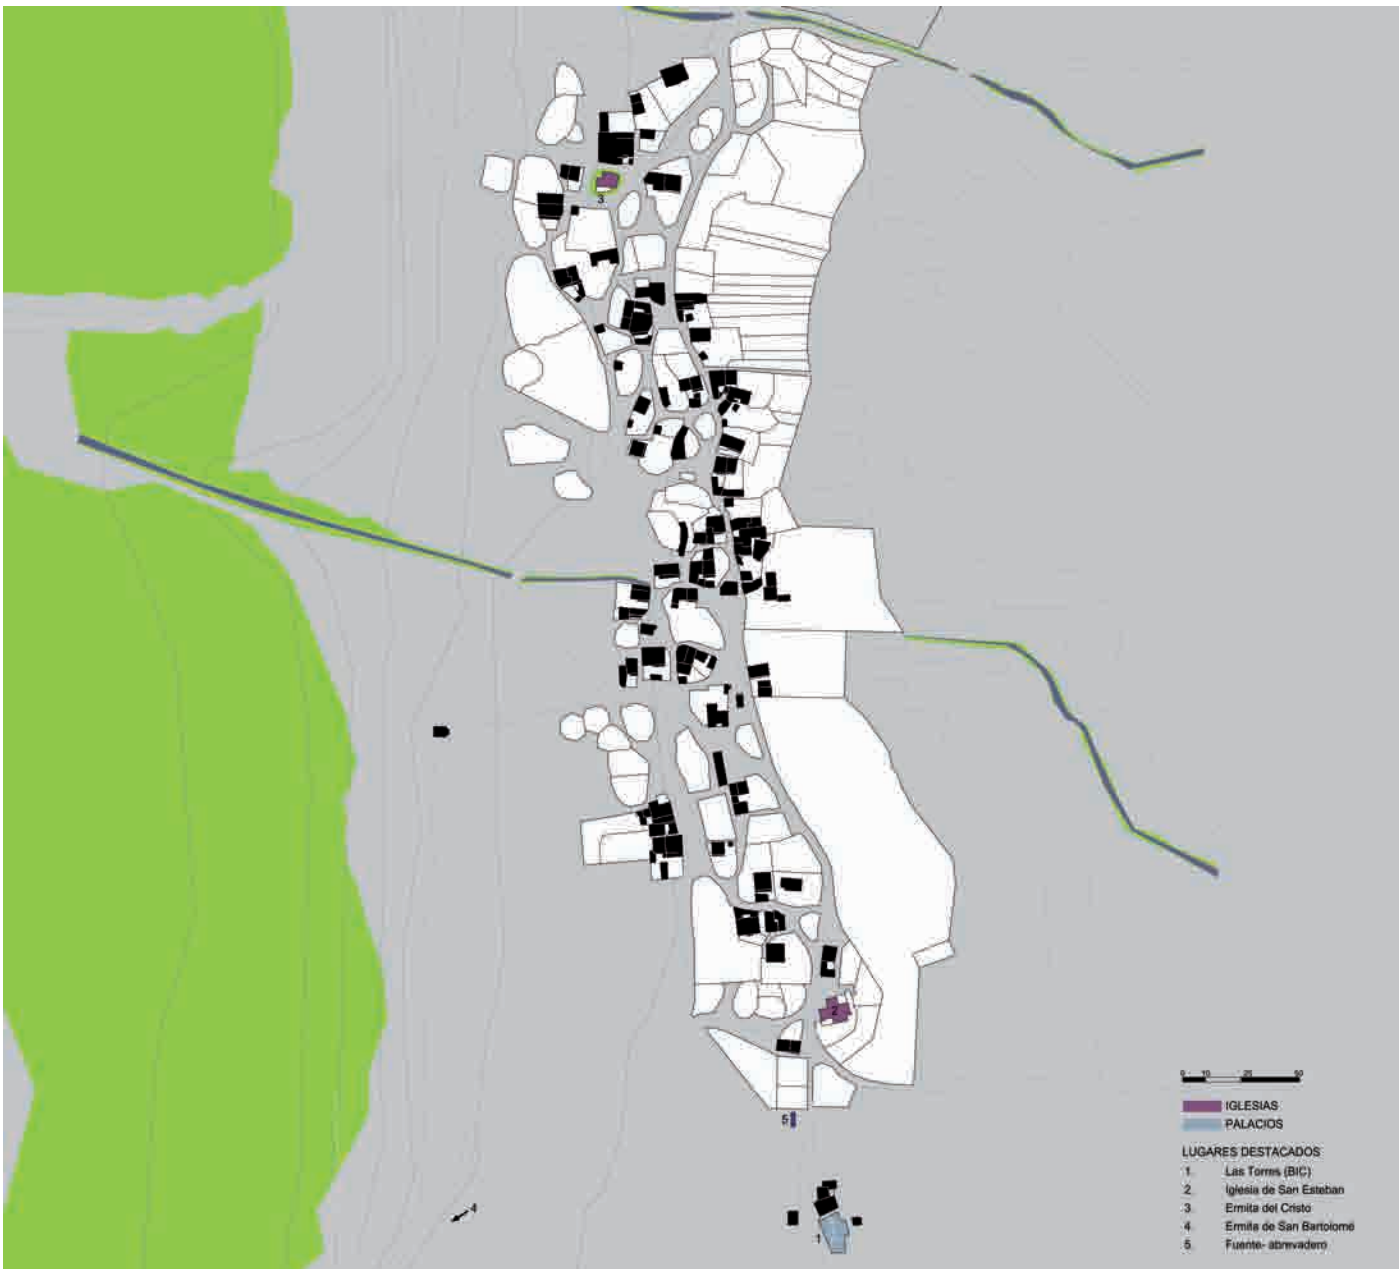 3
2
5
4
1
0 10 25 50
IGLESIAS
PALACIOS
LUGARES DESTACADOS
1. Las Torres (BIC)
2. Iglesia de San Esteban
3. Ermita del Cristo
4. Ermita de San Bartolomé
5. Fuente- abrevadero